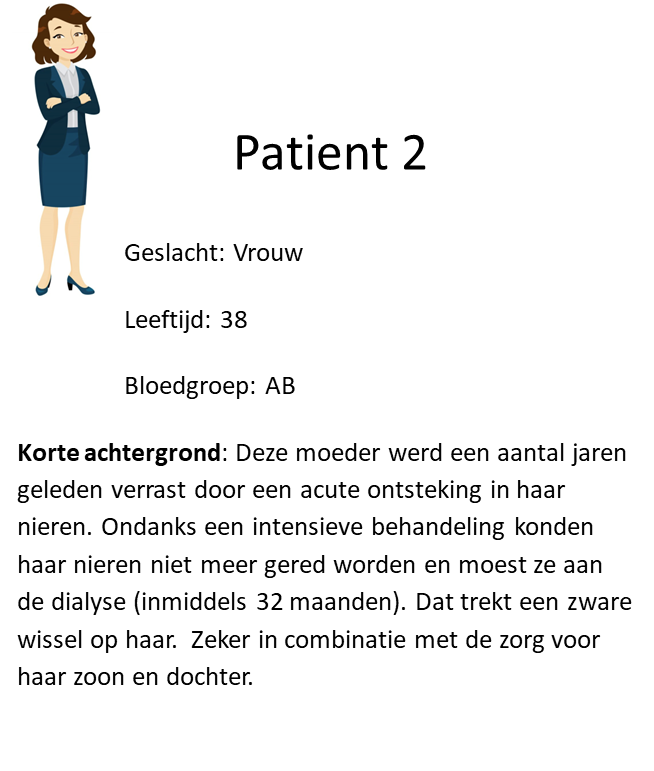 Patient 2
Geslacht: Vrouw
Leeftijd: 38
Bloedgroep: AB
Korte achtergrond: Deze moeder werd een aantal jaren
geleden verrast door een acute ontsteking in haar
nieren. Ondanks een intensieve behandeling konden
haar nieren niet meer gered worden en moest ze aan
de dialyse (inmiddels 32 maanden). Dat trekt een zware
wissel op haar. Zeker in combinatie met de zorg voor
haar zoon en dochter.